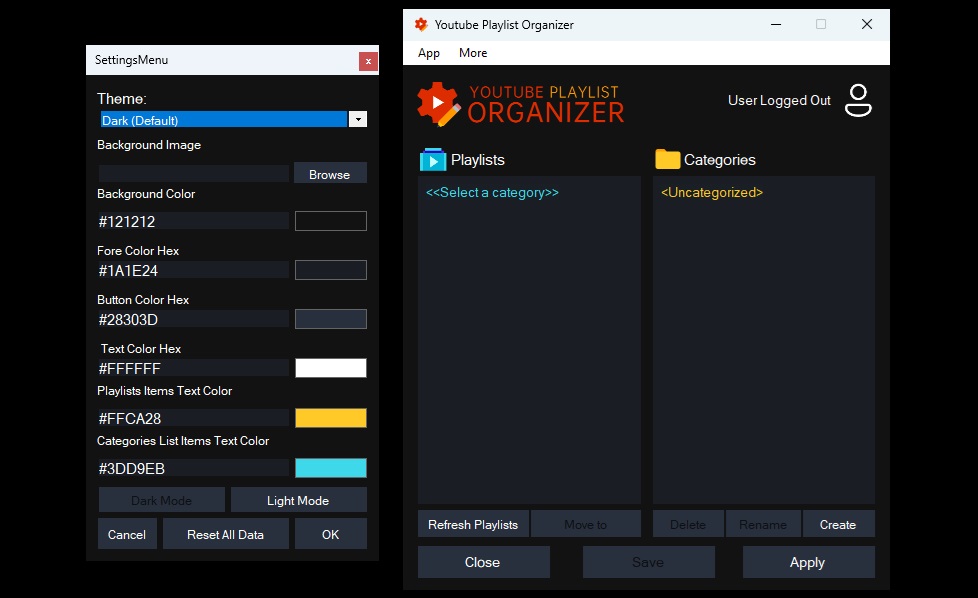 SettingsMenu
x
Theme:
Dark (Default)
Background Image
Browse
Background Color
#121212
Fore Color Hex
#1A1E24
Button Color Hex
#28303D
Text Color Hex
#FFFFFF
Playlists Items Text Color
#FFCA28
Categories List Items Text Color
#3DD9EB
Dark Mode
Light Mode
Cancel
Reset All Data
OK
Youtube Playlist Organizer
App More
YOUTUBE PLAYLIST
ORGANIZER
User Logged Out
Playlists
Categories
<<Select a category>>
<Uncategorized>
Refresh Playlists
Move to
Delete
Rename
Create
Close
Save
Apply